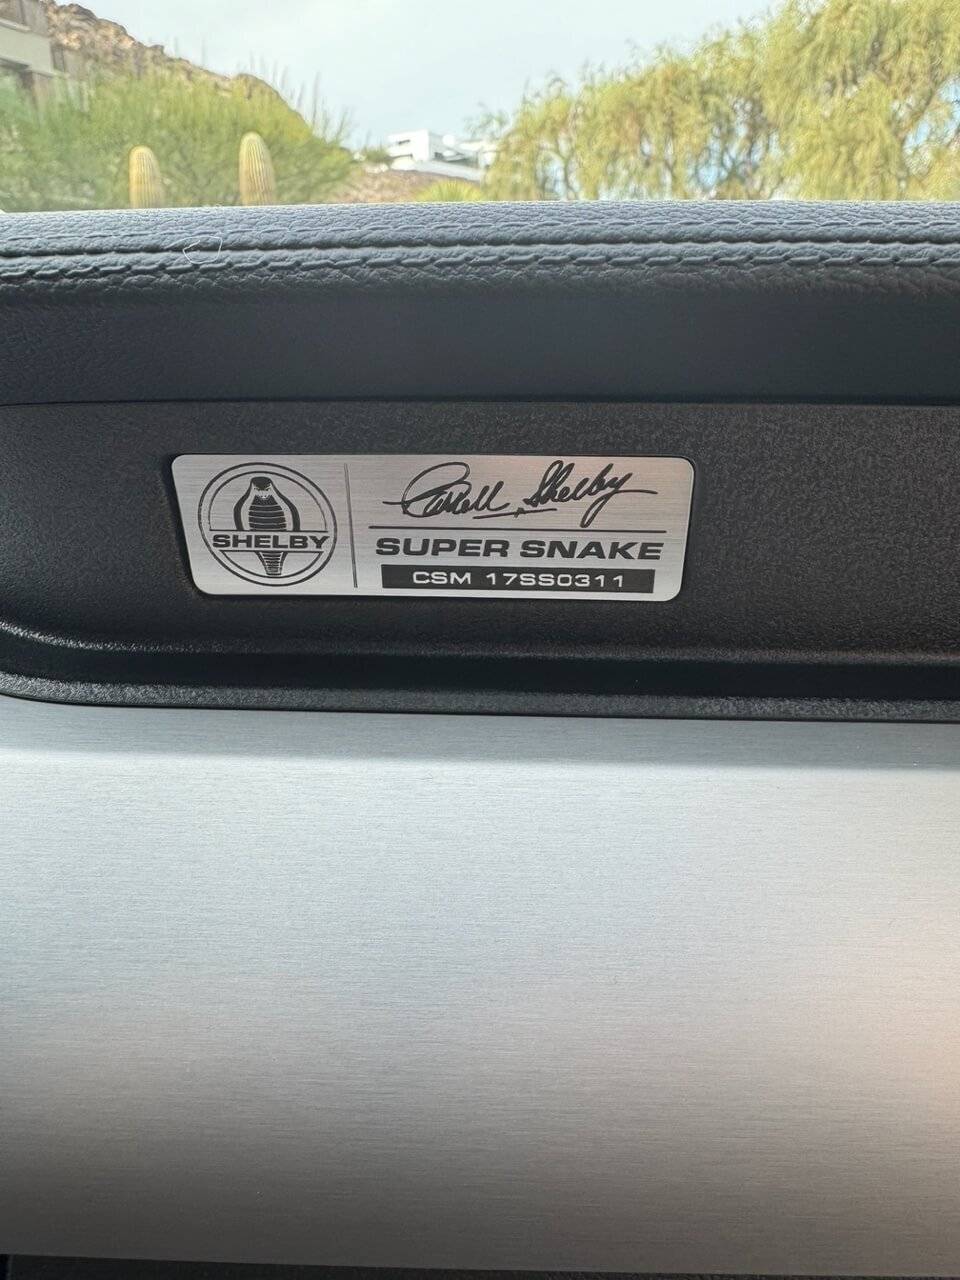 SHELBY
Carroll Shelby
SUPER SNAKE
CSM 17SS0311